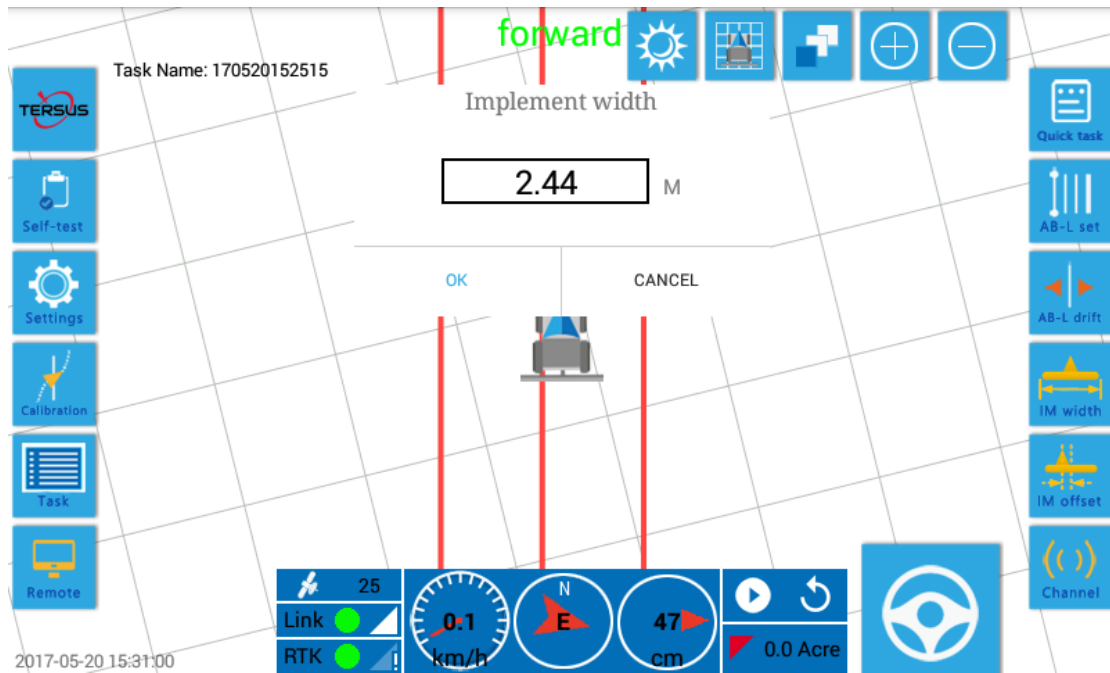 forward
Task Name: 170520152515
TERSUS
Implement width
Quick task
2.44 M
Self-test
AB-L set
OK CANCEL
Settings
AB-L drift
Calibration
IM width
Task
IM offset
25
N
Remote
Channel
Link
0.1
E
47
RTK
km/h
cm
0.0 Acre
2017-05-20 15:31:00